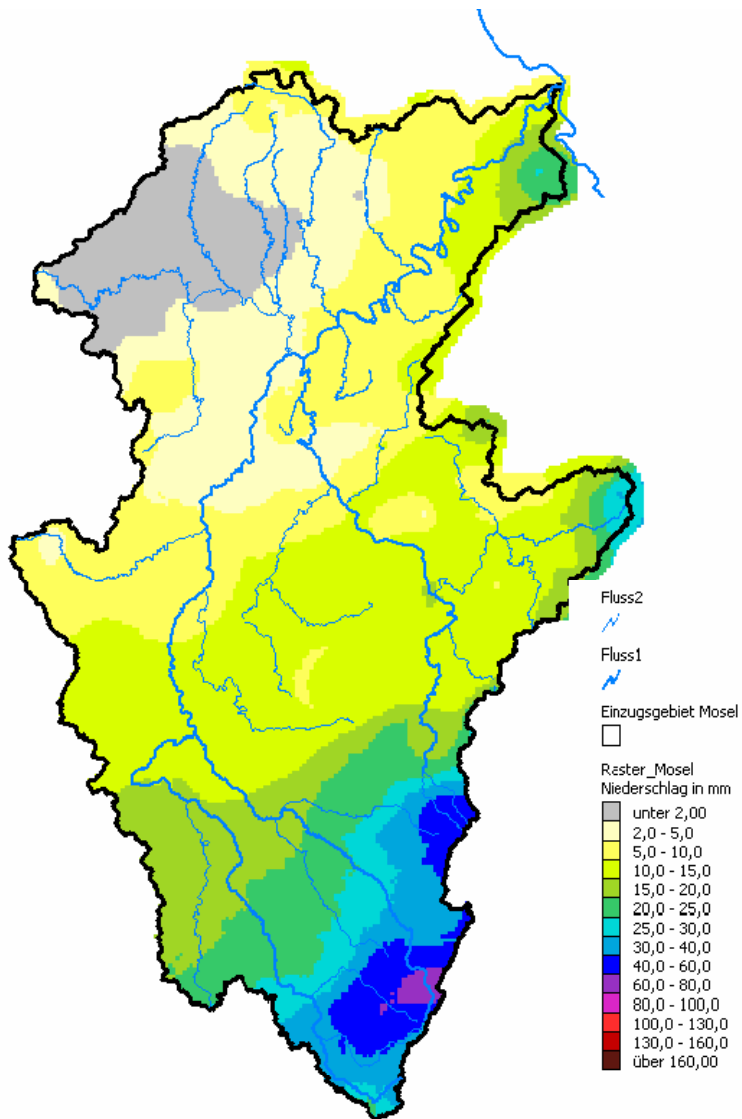 Fluss2
Fluss1
Einzugsgebiet Mosel
Raster_Mosel
Niederschlag in mm
unter 2,00
2,0 - 5,0
5,0 - 10,0
10,0 - 15,0
15,0 - 20,0
20,0 - 25,0
25,0 - 30,0
30,0 - 40,0
40,0 - 60,0
60,0 - 80,0
80,0 - 100,0
100,0 - 130,0
130,0 - 160,0
über 160,00